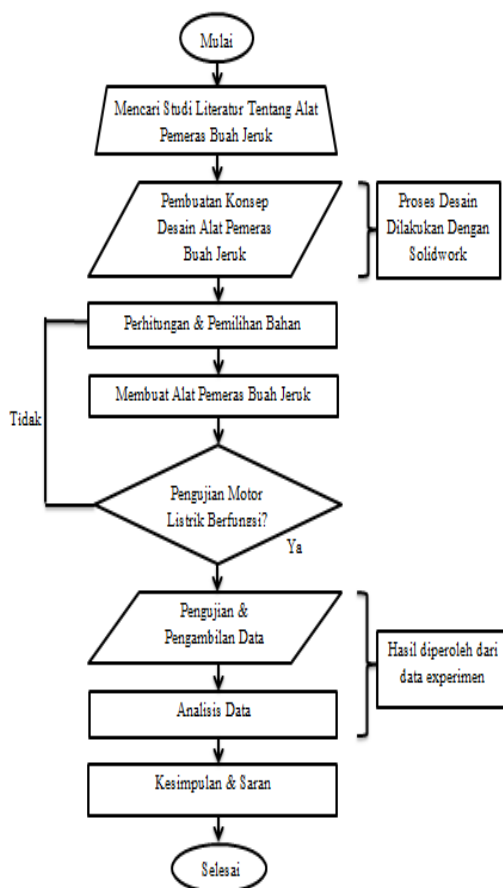 Mulai
Mencari Studi Literatur Tentang Alat
Pemeras Buah Jeruk
Pembuatan Konsep
Desain Alat Pemeras
Buah Jeruk
Proses Desain
Dilakukan Dengan
Solidwork
Perhitungan & Pemilihan Bahan
Membuat Alat Pemeras Buah Jeruk
Tidak
Pengujian Motor
Listrik Berfungsi?
Ya
Pengujian &
Pengambilan Data
Hasil diperoleh dari
data experimen
Analisis Data
Kesimpulan & Saran
Selesai